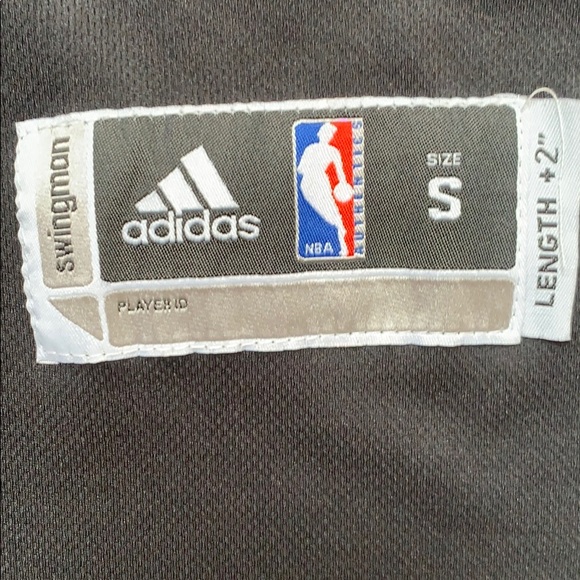 swingman
adidas
NBA
AUTHENTICS
SIZE
S
LENGTH +2"
PLAYER ID